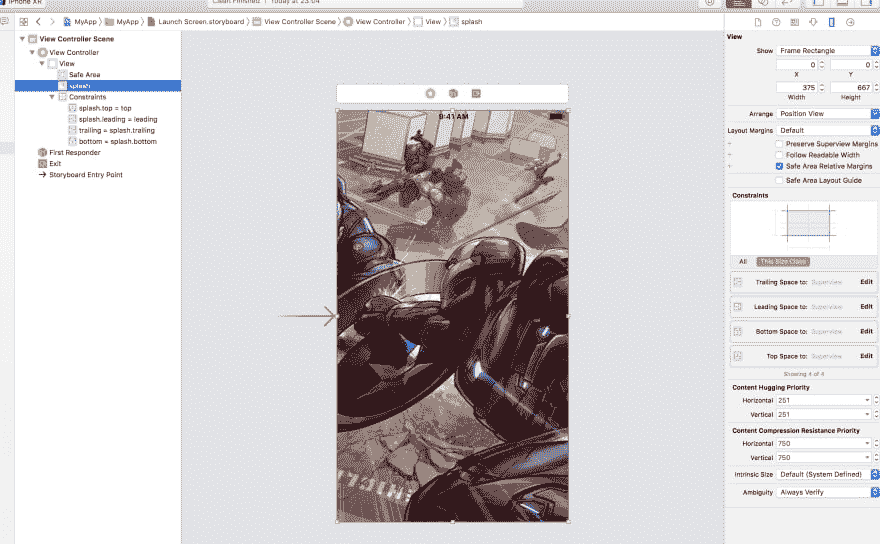 iPhone XR
Clean Finished | Today at 23:04
MyApp
MyApp
Launch Screen.storyboard
View Controller Scene
View Controller
View
splash
View Controller Scene
View Controller
View
Safe Area
splash
Constraints
splash.top = top
splash.leading = leading
trailing = splash.trailing
bottom = splash.bottom
First Responder
Exit
Storyboard Entry Point
9:41 AM
View
Show Frame Rectangle
0 0
X Y
375 667
Width Height
Arrange Position View
Layout Margins Default
Preserve Superview Margins
Follow Readable Width
Safe Area Relative Margins
Safe Area Layout Guide
Constraints
All This Size Class
Trailing Space to: Superview Edit
Leading Space to: Superview Edit
Bottom Space to: Superview Edit
Top Space to: Superview Edit
Showing 4 of 4
Content Hugging Priority
Horizontal 251
Vertical 251
Content Compression Resistance Priority
Horizontal 750
Vertical 750
Intrinsic Size Default (System Defined)
Ambiguity Always Verify